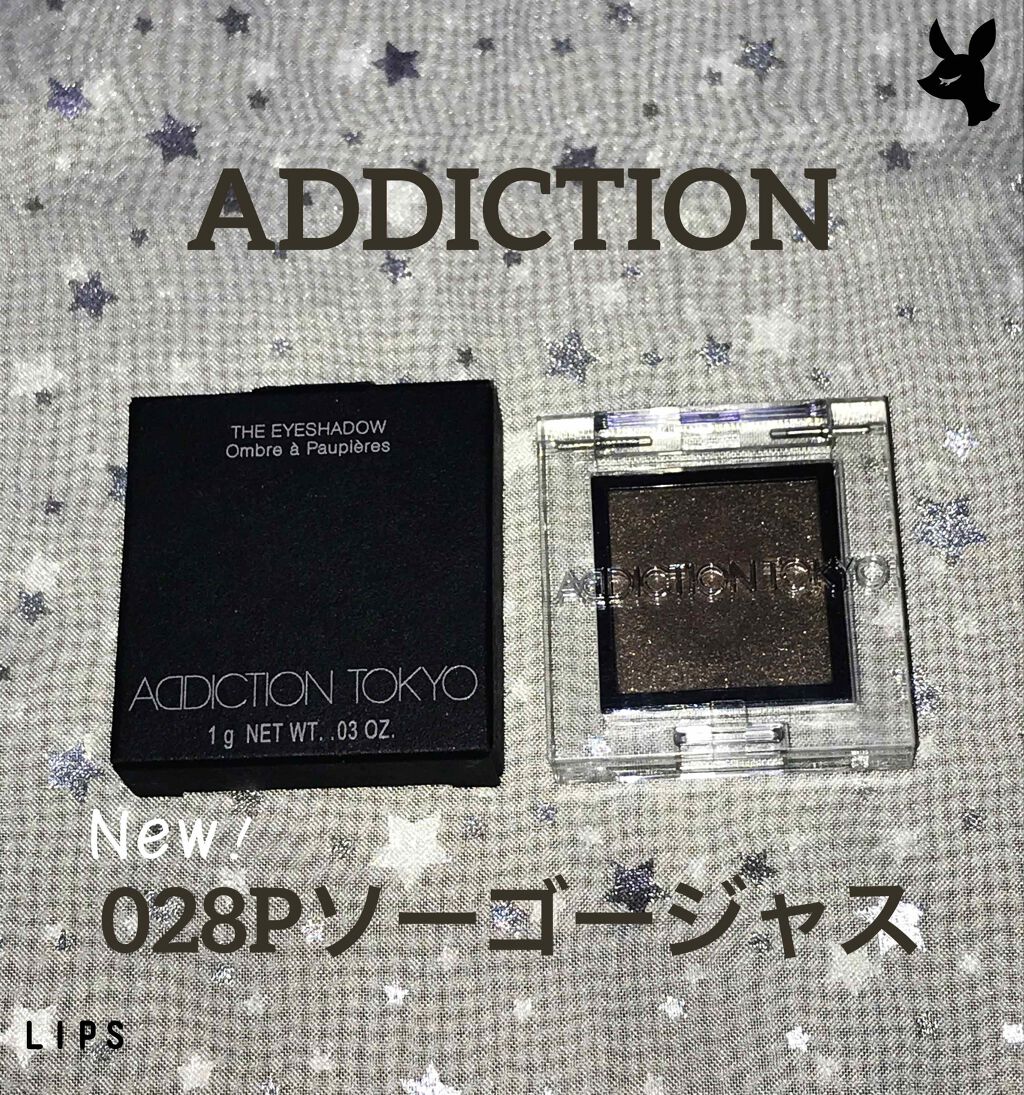 ADDICTION
THE EYESHADOW
Ombre à Paupières
ADDICTION TOKYO
ADDICTION TOKYO
1 g NET WT. .03 OZ.
New!
028Pソーゴージャス
LIPS